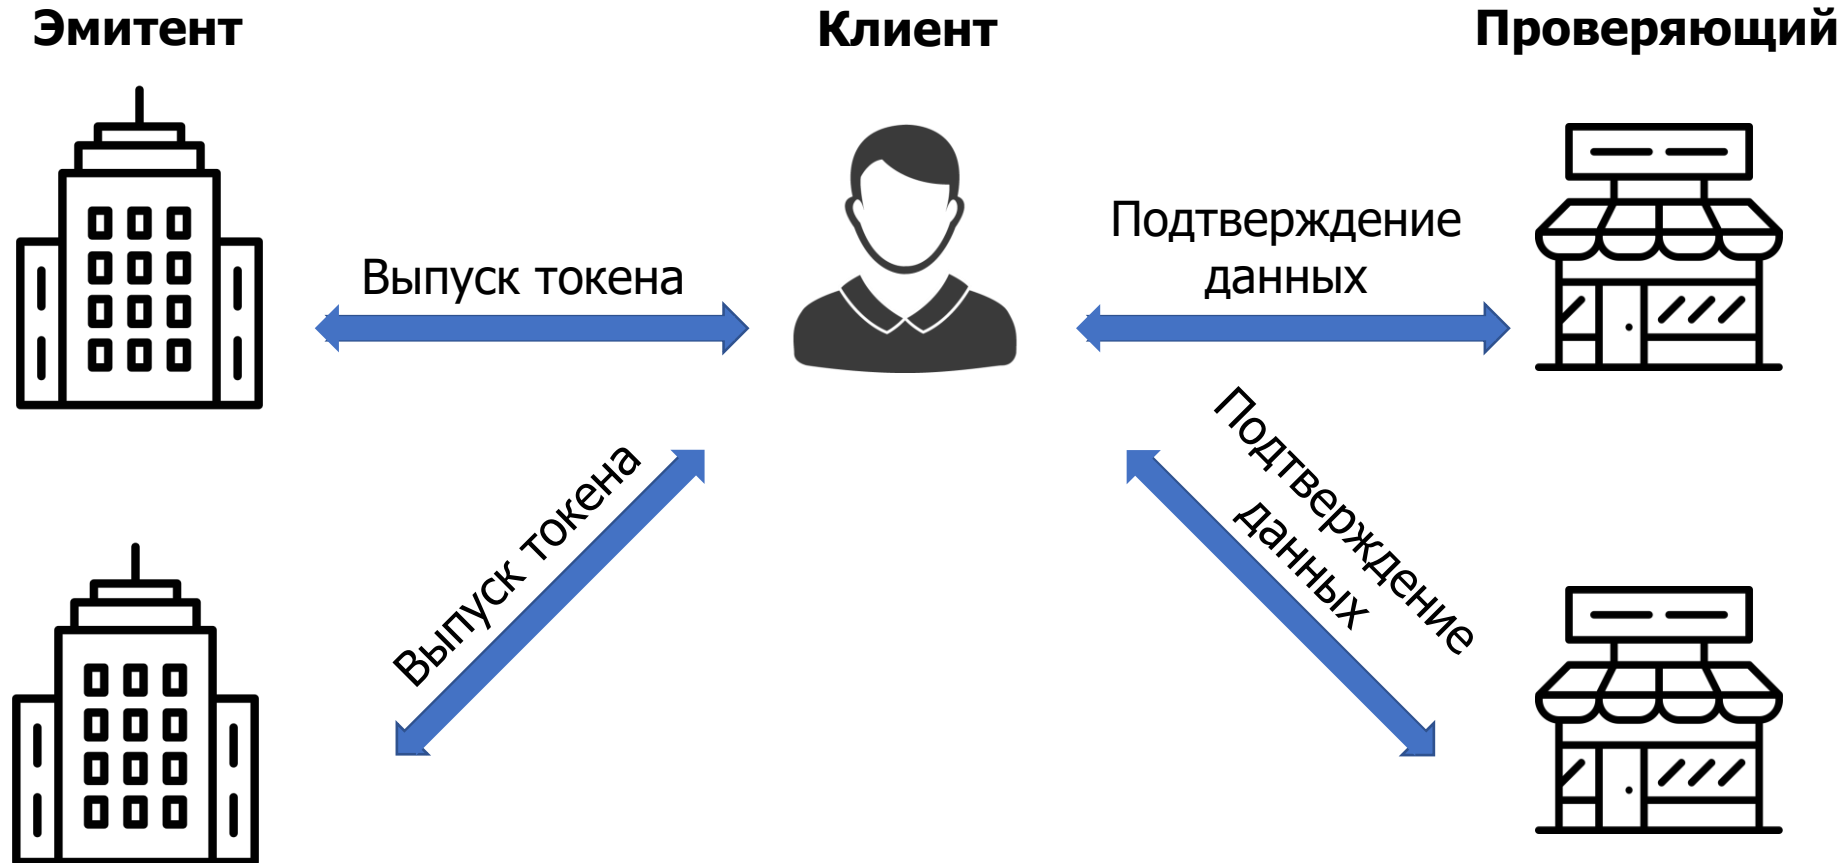 Эмитент
Клиент
Проверяющий
Выпуск токена
Подтверждение
данных
Выпуск токена
Подтверждение
данных